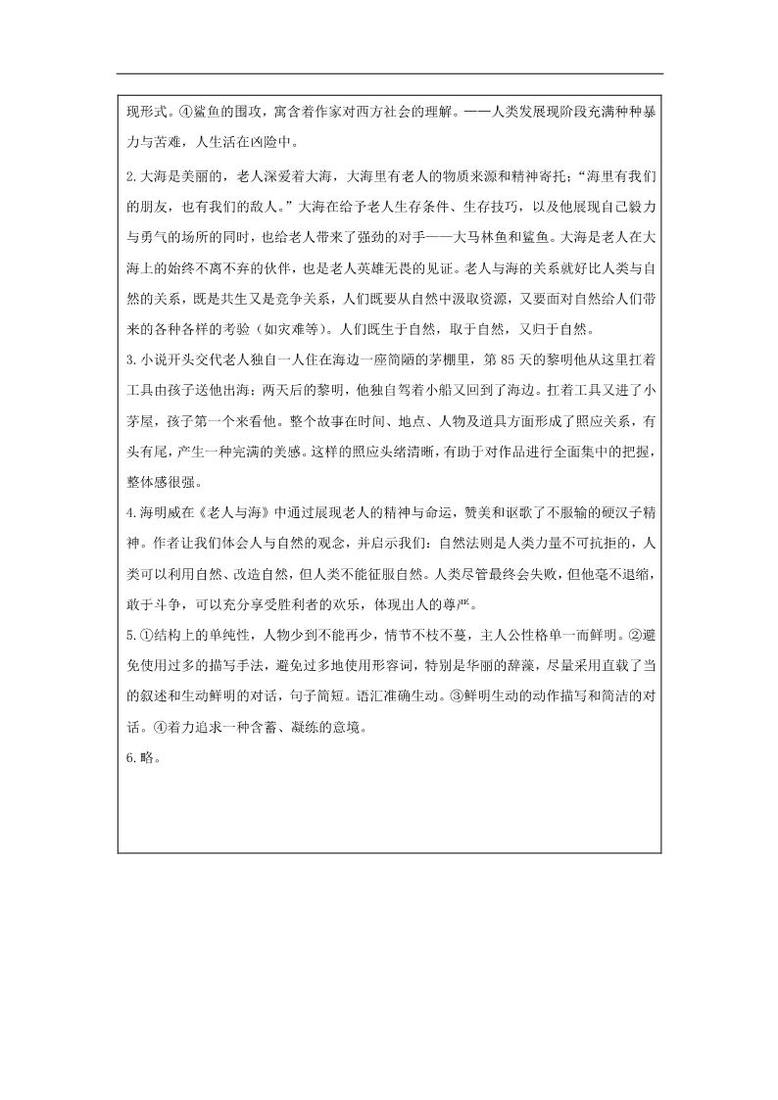 现形式。④鲨鱼的围攻，寓含着作家对西方社会的理解。——人类发展现阶段充满种种暴
力与苦难，人生活在凶险中。
2.大海是美丽的，老人深爱着大海，大海里有老人的物质来源和精神寄托；“海里有我们
的朋友，也有我们的敌人。”大海在给予老人生存条件、生存技巧，以及他展现自己毅力
与勇气的场所的同时，也给老人带来了强劲的对手——大马林鱼和鲨鱼。大海是老人在大
海上的始终不离不弃的伙伴，也是老人英雄无畏的见证。老人与海的关系就好比人类与自
然的关系，既是共生又是竞争关系，人们既要从自然中汲取资源，又要面对自然给人们带
来的各种各样的考验（如灾难等）。人们既生于自然，取于自然，又归于自然。
3.小说开头交代老人独自一人住在海边一座简陋的茅棚里，第 85 天的黎明他从这里扛着
工具由孩子送他出海；两天后的黎明，他独自驾着小船又回到了海边。扛着工具又进了小
茅屋，孩子第一个来看他。整个故事在时间、地点、人物及道具方面形成了照应关系，有
头有尾，产生一种完满的美感。这样的照应头绪清晰，有助于对作品进行全面集中的把握，
整体感很强。
4.海明威在《老人与海》中通过展现老人的精神与命运，赞美和讴歌了不服输的硬汉子精
神。作者让我们体会人与自然的观念，并启示我们：自然法则是人类力量不可抗拒的，人
类可以利用自然、改造自然，但人类不能征服自然。人类尽管最终会失败，但他毫不退缩，
敢于斗争，可以充分享受胜利者的欢乐，体现出人的尊严。
5.①结构上的单纯性，人物少到不能再少，情节不枝不蔓，主人公性格单一而鲜明。②避
免使用过多的描写手法，避免过多地使用形容词，特别是华丽的辞藻，尽量采用直载了当
的叙述和生动鲜明的对话，句子简短。语汇准确生动。③鲜明生动的动作描写和简洁的对
话。④着力追求一种含蓄、凝练的意境。
6.略。